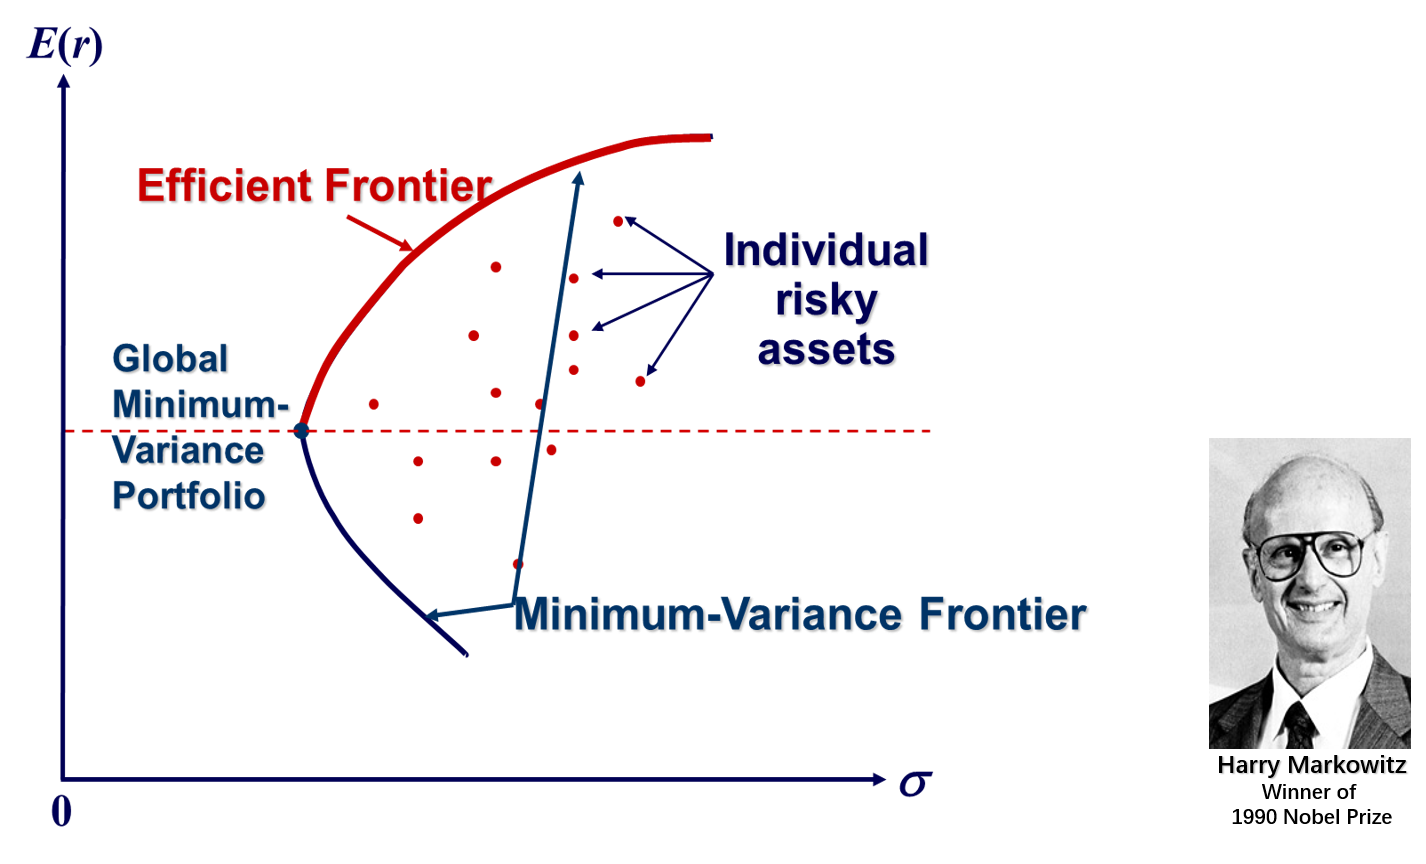 E(r)
Efficient Frontier
Individual
risky
assets
Global
Minimum-
Variance
Portfolio
Minimum-Variance Frontier
σ
0
Harry Markowitz
Winner of
1990 Nobel Prize